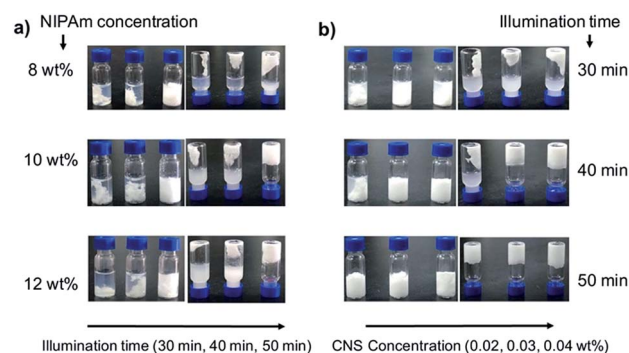 a)
NIPAm concentration
8 wt%
10 wt%
12 wt%
Illumination time (30 min, 40 min, 50 min)
b)
Illumination time
30 min
40 min
50 min
CNS Concentration (0.02, 0.03, 0.04 wt%)